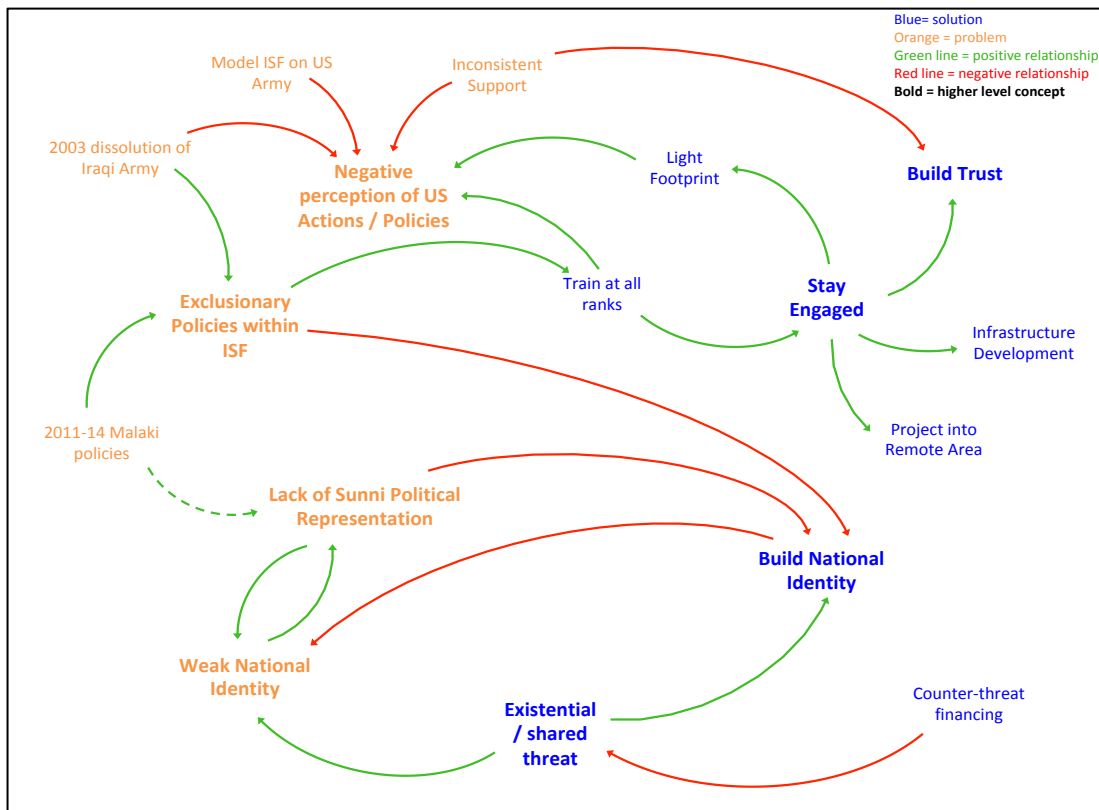 Blue= solution
Orange = problem
Green line = positive relationship
Red line = negative relationship
Bold = higher level concept
Model ISF on US
Army
Inconsistent
Support
2003 dissolution of
Iraqi Army
Negative
perception of US
Actions / Policies
Light
Footprint
Build Trust
Exclusionary
Policies within
ISF
Train at all
ranks
Stay
Engaged
Infrastructure
Development
2011-14 Malaki
policies
Project into
Remote Area
Lack of Sunni Political
Representation
Build National
Identity
Weak National
Identity
Existential
/ shared
threat
Counter-threat
financing